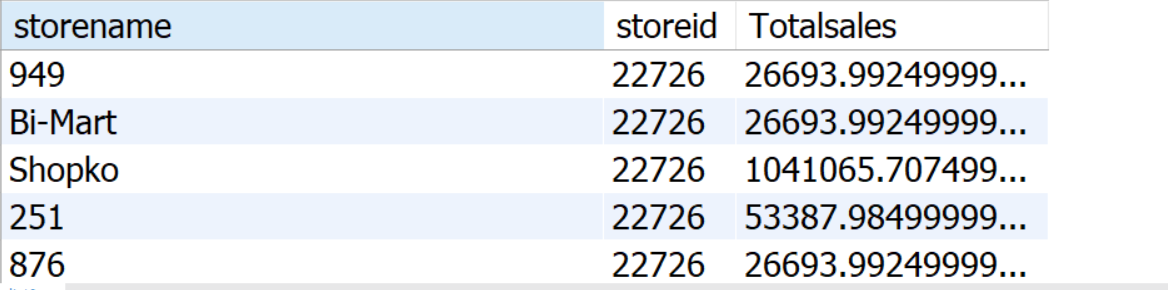 storename storeid Totalsales
949 22726 26693.99249999...
Bi-Mart 22726 26693.99249999...
Shopko 22726 1041065.707499...
251 22726 53387.98499999...
876 22726 26693.99249999...